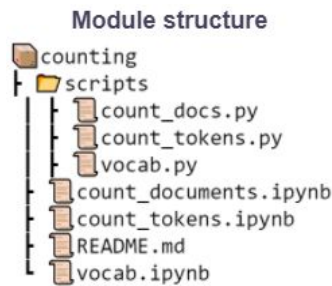 Module structure
counting
scripts
count_docs.py
count_tokens.py
vocab.py
count_documents.ipynb
count_tokens.ipynb
README.md
vocab.ipynb